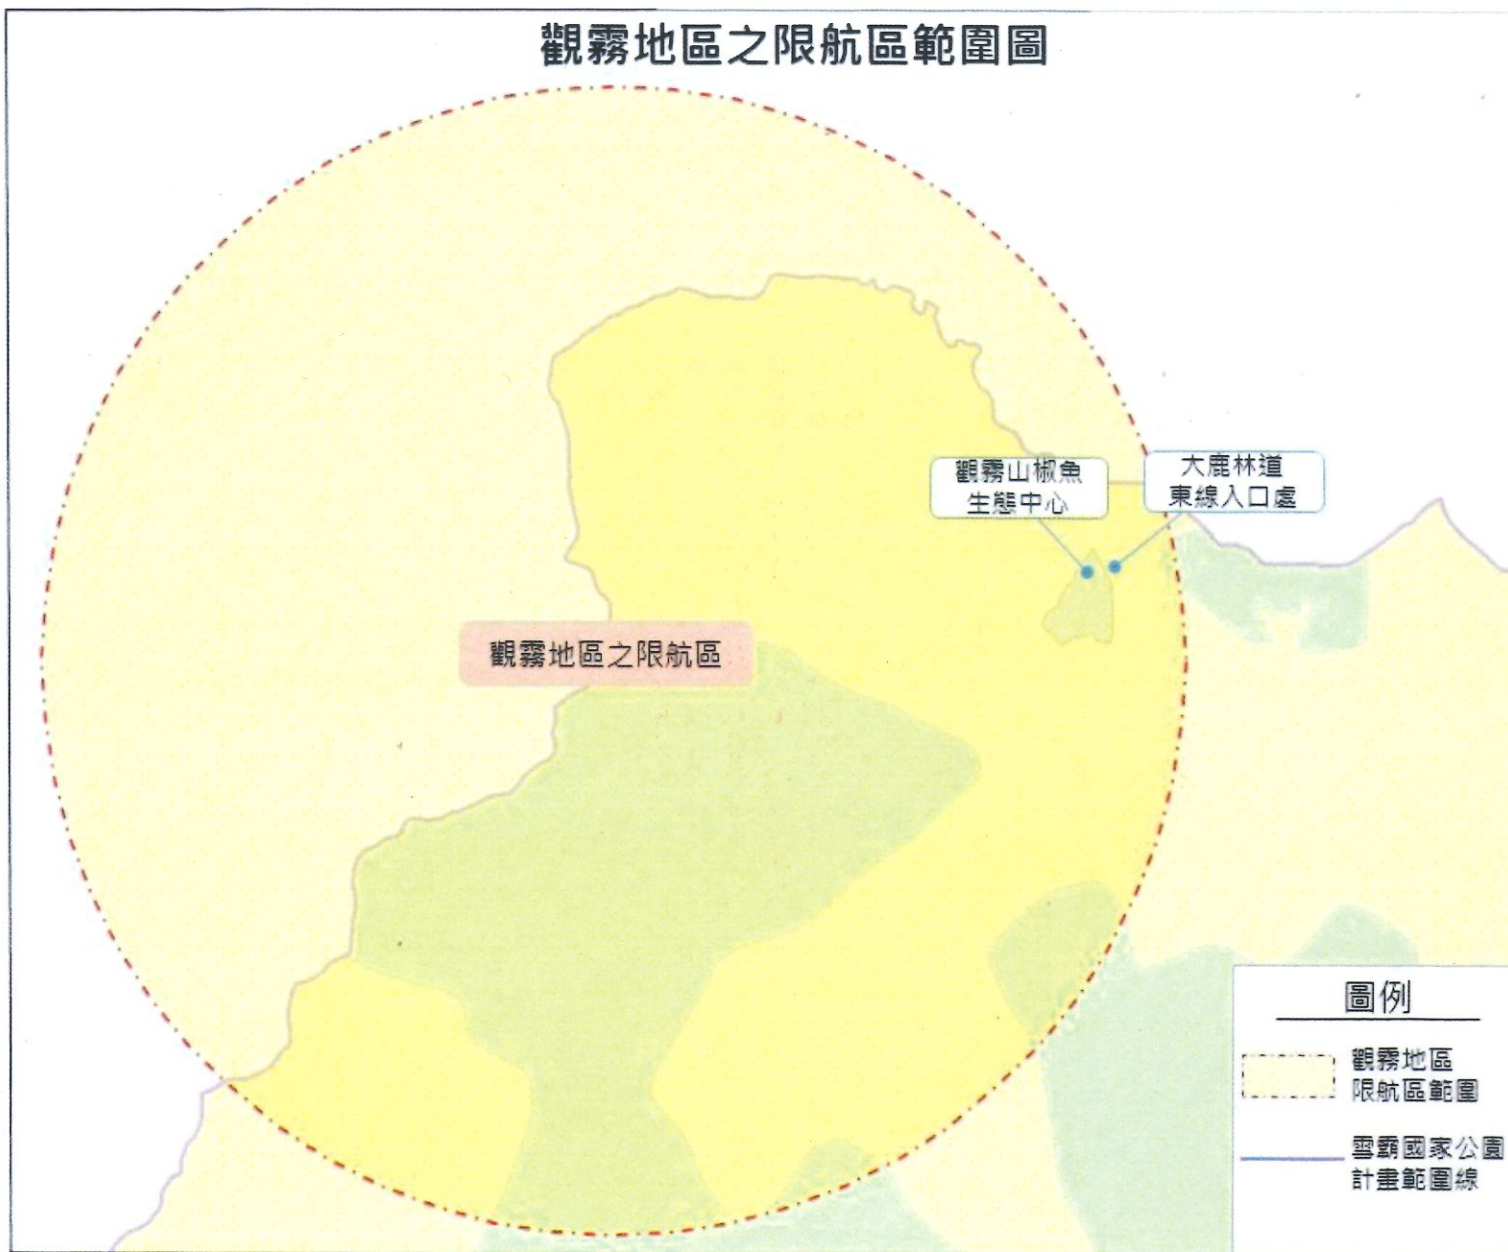 觀霧地區之限航區範圍圖
觀霧山椒魚
生態中心
大鹿林道
東線入口處
觀霧地區之限航區
圖例
觀霧地區
限航區範圍
雪霸國家公園
計畫範圍線